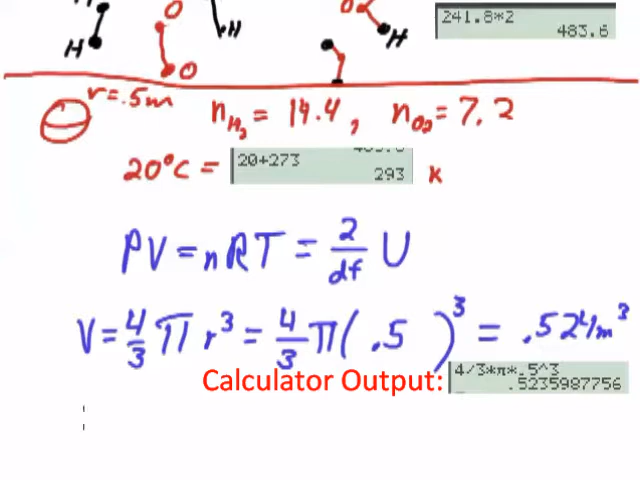 O O 241.8*2
H H H 483.6
O
r=.5m n_H₂ = 14.4, n_O₂ = 7.2
20°C = 20+273
293 K
PV = nRT = 2/df U
V = 4/3 π r³ = 4/3 π( .5 )³ = .524 m³
Calculator Output: 4/3*π*.5^3
.5235987756